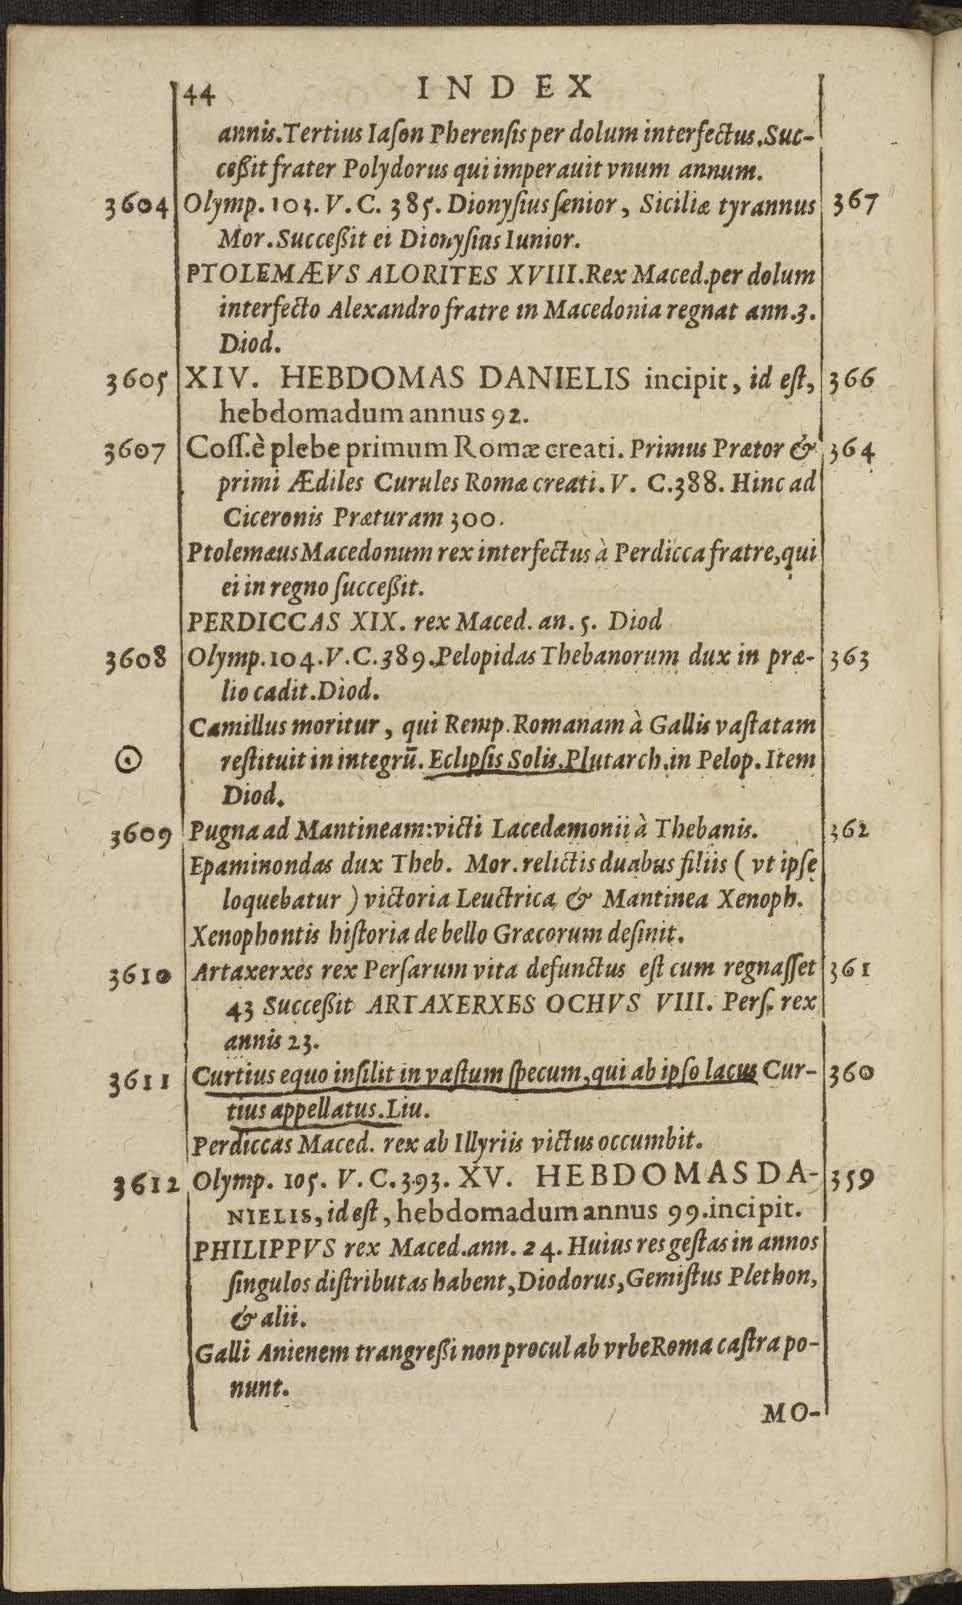 44 INDEX
annis.Tertius Iaſon Pherenſis per dolum interfectus.Suc-
ceßit frater Polydorus qui imperauit vnum annum.
3604 Olymp. 103. V. C. 385. Dionyſius ſenior, Siciliæ tyrannus 367
Mor. Succeßit ei Dionyſius Iunior.
PTOLEMÆVS ALORITES XVIII.Rex Maced.per dolum
interfecto Alexandro fratre in Macedonia regnat ann.3.
Diod.
3605 XIV. HEBDOMAS DANIELIS incipit, id eſt, 366
hebdomadum annus 92.
3607 Coſſ.è plebe primum Romæ creati. Primus Prætor & 364
primi Ædiles Curules Romæ creati. V. C.388. Hinc ad
Ciceronis Præturam 300.
Ptolemæus Macedonum rex interfectus à Perdicca fratre,qui
ei in regno ſucceßit.
PERDICCAS XIX. rex Maced. an. 5. Diod
3608 Olymp.104.V.C.389.Pelopidas Thebanorum dux in præ- 363
lio cadit.Diod.
Camillus moritur, qui Remp.Romanam à Gallis vaſtatam
☉ reſtituit in integrū. Eclipſis Solis.Plutarch.in Pelop. Item
Diod.
3609 Pugna ad Mantineam:victi Lacedæmonii à Thebanis. 362
Epaminondas dux Theb. Mor. relictis duabus filiis ( vt ipſe
loquebatur ) victoria Leuctrica & Mantinea Xenoph.
Xenophontis hiſtoria de bello Græcorum deſinit.
3610 Artaxerxes rex Perſarum vita defunctus eſt cum regnaſſet 361
43 Succeßit ARTAXERXES OCHVS VIII. Perſ. rex
annis 23.
3611 Curtius equo inſilit in vaſtum ſpecum,qui ab ipſo lacus Cur- 360
tius appellatus.Liu.
Perdiccas Maced. rex ab Illyriis victus occumbit.
3612 Olymp. 105. V. C.393. XV. HEBDOMAS DA- 359
NIELIS, id eſt, hebdomadum annus 99.incipit.
PHILIPPVS rex Maced.ann. 24. Huius res geſtas in annos
ſingulos diſtributas habent,Diodorus,Gemiſtus Plethon,
& alii.
Galli Anienem trangreßi non procul ab vrbe Roma caſtra po-
nunt.
MO-